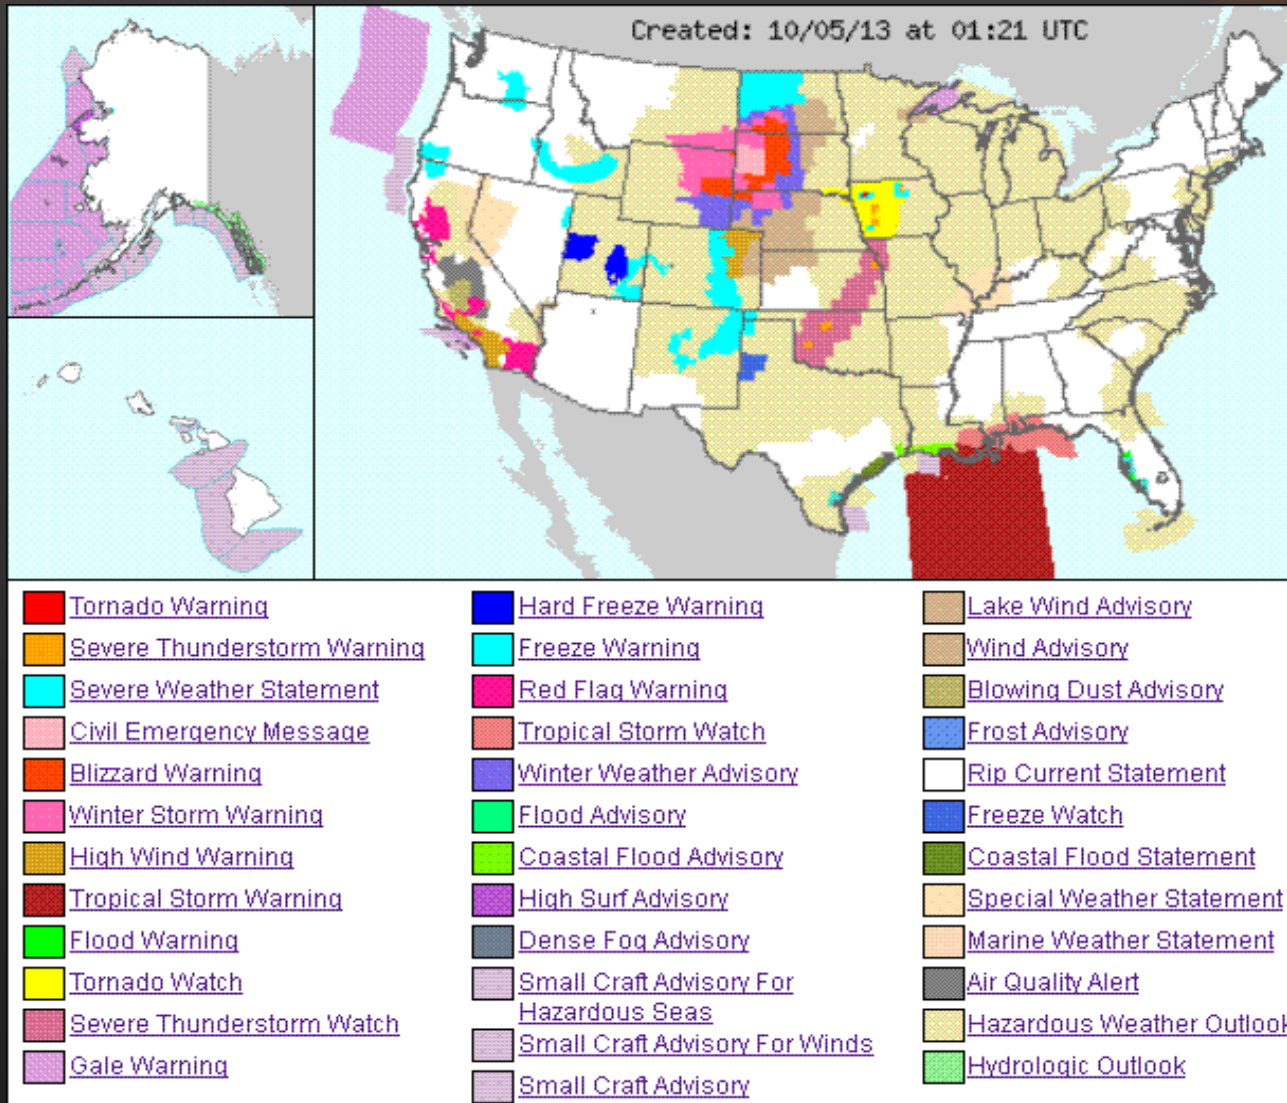 Created: 10/05/13 at 01:21 UTC
Tornado Warning
Severe Thunderstorm Warning
Severe Weather Statement
Civil Emergency Message
Blizzard Warning
Winter Storm Warning
High Wind Warning
Tropical Storm Warning
Flood Warning
Tornado Watch
Severe Thunderstorm Watch
Gale Warning
Hard Freeze Warning
Freeze Warning
Red Flag Warning
Tropical Storm Watch
Winter Weather Advisory
Flood Advisory
Coastal Flood Advisory
High Surf Advisory
Dense Fog Advisory
Small Craft Advisory For
Hazardous Seas
Small Craft Advisory For Winds
Small Craft Advisory
Lake Wind Advisory
Wind Advisory
Blowing Dust Advisory
Frost Advisory
Rip Current Statement
Freeze Watch
Coastal Flood Statement
Special Weather Statement
Marine Weather Statement
Air Quality Alert
Hazardous Weather Outlook
Hydrologic Outlook